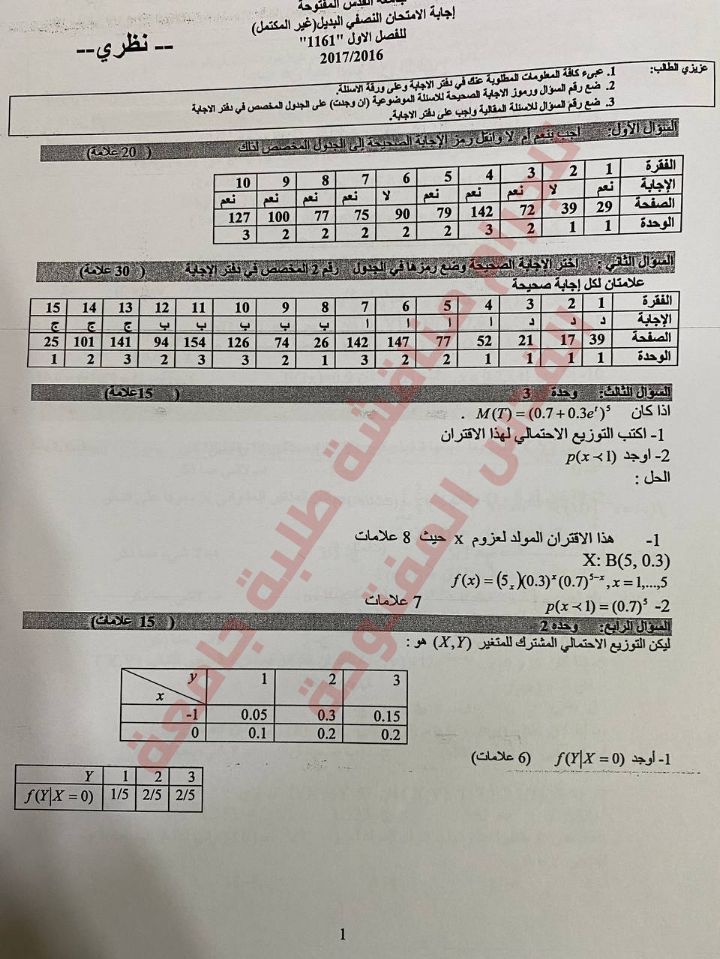 جامعة القدس المفتوحة
إجابة الامتحان النصفي البديل(غير المكتمل)
للفصل الاول "1161"
2017/2016
-- نظري --
عزيزي الطالب:
1. عبىء كافة المعلومات المطلوبة عنك في دفتر الاجابة وعلى ورقة الاسئلة.
2. ضع رقم السؤال ورموز الاجابة الصحيحة للاسئلة الموضوعية (ان وجدت) على الجدول المخصص في دفتر الاجابة
3. ضع رقم السؤال للاسئلة المقالية واجب على دفتر الاجابة.
السؤال الأول: أجب بنعم أم لا وانقل رمز الإجابة الصحيحة إلى الجدول المخصص لذلك ( 20 علامة)
الفقرة 1 2 3 4 5 6 7 8 9 10
الإجابة نعم لا نعم نعم نعم لا نعم نعم نعم نعم
الصفحة 29 39 72 142 79 90 75 77 100 127
الوحدة 1 1 2 3 2 2 2 2 2 3
السؤال الثاني: اختر الإجابة الصحيحة وضع رمزها في الجدول رقم 2 المخصص في دفتر الإجابة ( 30 علامة)
علامتان لكل إجابة صحيحة
الفقرة 1 2 3 4 5 6 7 8 9 10 11 12 13 14 15
الإجابة د د د ا ا ا ا ب ب ب ب ب ج ج ج
الصفحة 39 17 21 52 77 147 142 26 74 126 154 94 141 101 25
الوحدة 1 1 1 1 2 2 3 1 2 3 3 2 3 2 1
السؤال الثالث: وحدة 3 ( 15علامة)
اذا كان M(T) = (0.7 + 0.3eᵗ)⁵ .
1- اكتب التوزيع الاحتمالي لهذا الاقتران
2- اوجد p(x ≺ 1)
الحل :
1- هذا الاقتران المولد لعزوم x حيث 8 علامات
X: B(5, 0.3)
f(x) = (5ₓ)(0.3)ˣ(0.7)⁵⁻ˣ, x = 1,...,5
2- p(x ≺ 1) = (0.7)⁵ 7 علامات
السؤال الرابع: وحدة 2 ( 15 علامات)
ليكن التوزيع الاحتمالي المشترك للمتغير (X,Y) هو :
y 1 2 3
x
-1 0.05 0.3 0.15
0 0.1 0.2 0.2
1- أوجد f(Y|X = 0) (6 علامات)
Y 1 2 3
f(Y|X = 0) 1/5 2/5 2/5
1
تلجرام مناقشة طلبة جامعة
القدس المفتوحة